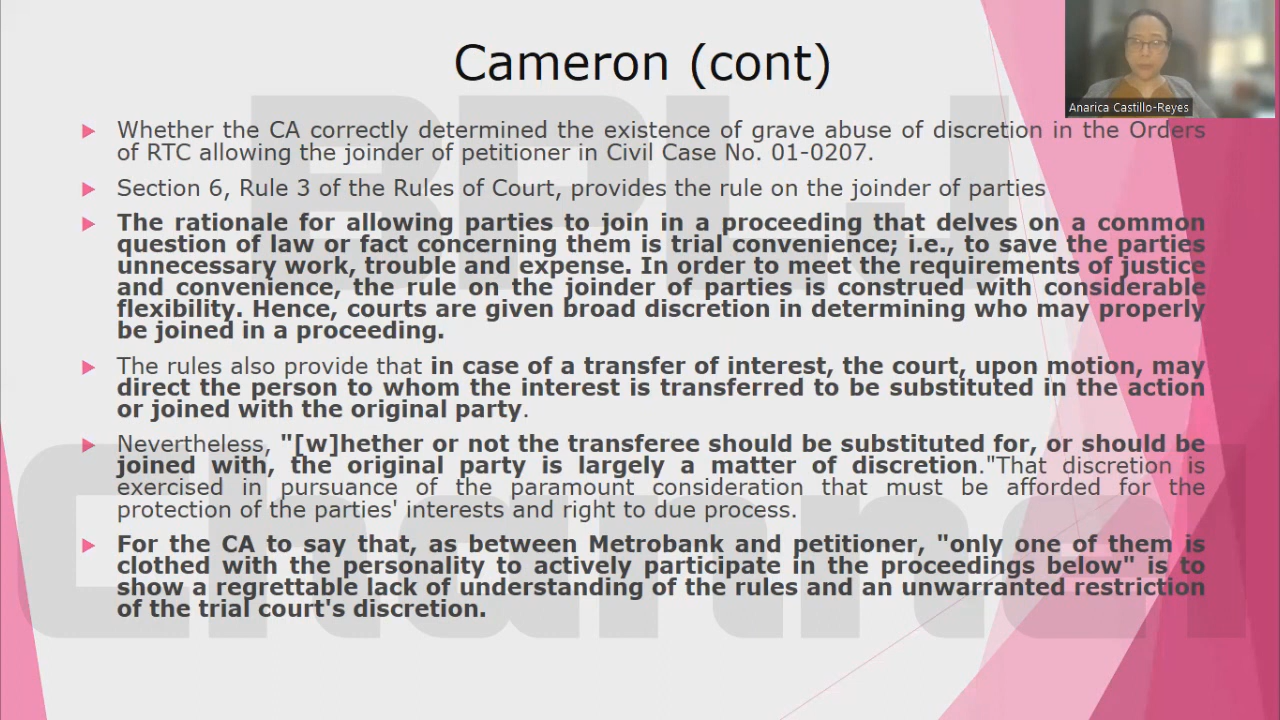 Cameron (cont)
Anarica Castillo-Reyes
Whether the CA correctly determined the existence of grave abuse of discretion in the Orders
of RTC allowing the joinder of petitioner in Civil Case No. 01-0207.
Section 6, Rule 3 of the Rules of Court, provides the rule on the joinder of parties
The rationale for allowing parties to join in a proceeding that delves on a common
question of law or fact concerning them is trial convenience; i.e., to save the parties
unnecessary work, trouble and expense. In order to meet the requirements of justice
and convenience, the rule on the joinder of parties is construed with considerable
flexibility. Hence, courts are given broad discretion in determining who may properly
be joined in a proceeding.
The rules also provide that in case of a transfer of interest, the court, upon motion, may
direct the person to whom the interest is transferred to be substituted in the action
or joined with the original party.
Nevertheless, "[w]hether or not the transferee should be substituted for, or should be
joined with, the original party is largely a matter of discretion."That discretion is
exercised in pursuance of the paramount consideration that must be afforded for the
protection of the parties' interests and right to due process.
For the CA to say that, as between Metrobank and petitioner, "only one of them is
clothed with the personality to actively participate in the proceedings below" is to
show a regrettable lack of understanding of the rules and an unwarranted restriction
of the trial court's discretion.